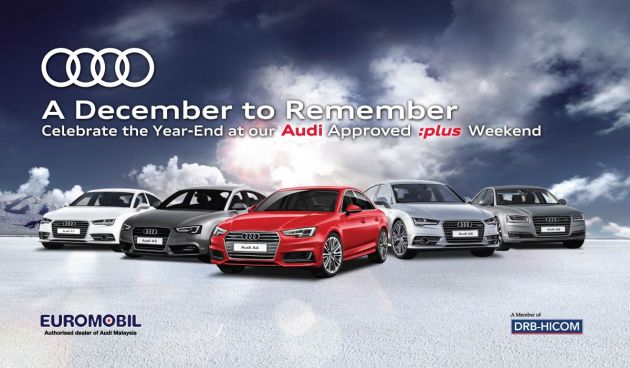 A December to Remember
Celebrate the Year-End at our Audi Approved :plus Weekend
Audi A4
EUROMOBIL
Authorised dealer of Audi Malaysia
A Member of
DRB-HICOM